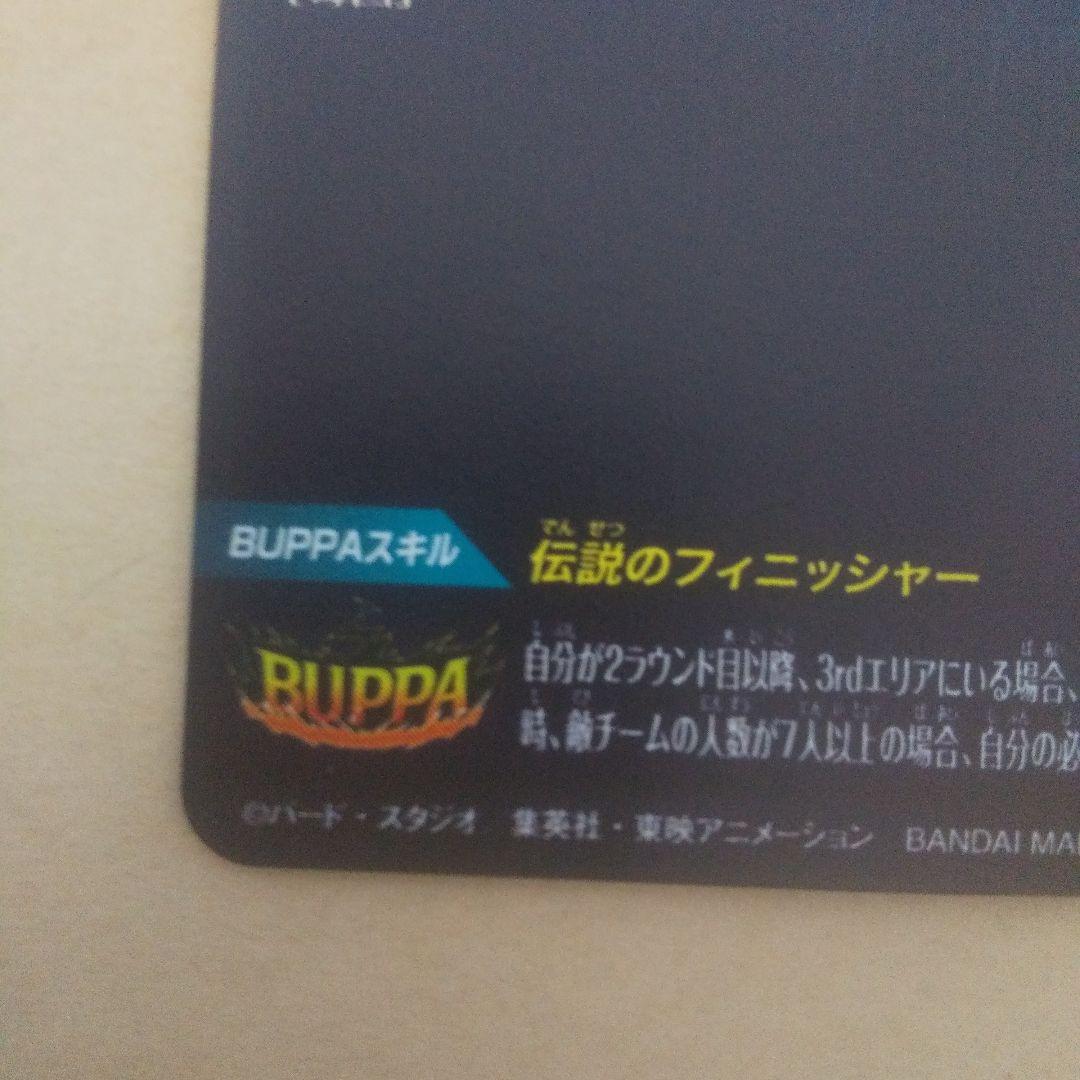 BUPPAスキル
でん せつ
伝説のフィニッシャー
BUPPA
自分が2ラウンド目以降、3rdエリアにいる場合、
時、敵チームの人数が7人以上の場合、自分の必
©バード・スタジオ 集英社・東映アニメーション BANDAI MA